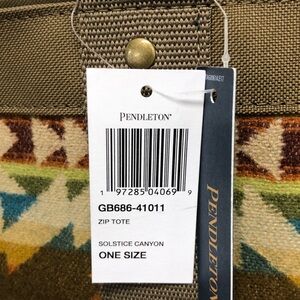 PENDLETON
1 97285 04069 9
GB686-41011
ZIP TOTE
SOLSTICE CANYON
ONE SIZE
PENDLETON